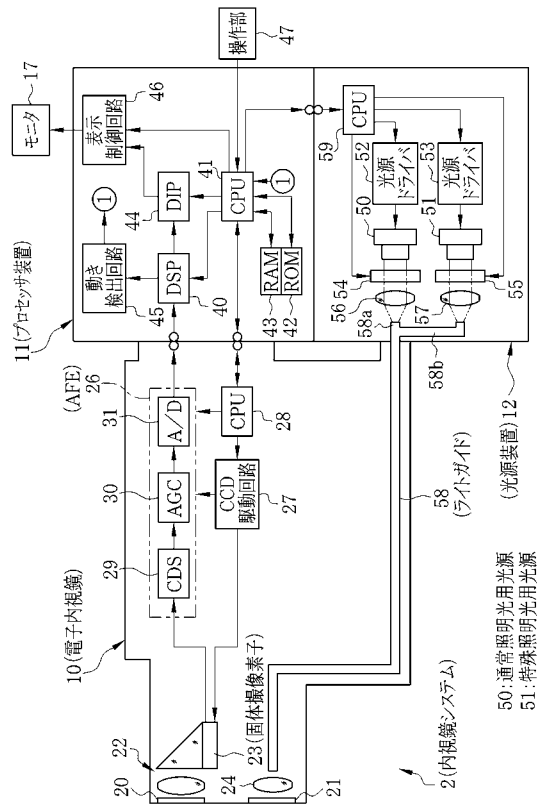 モニタ
17
表示
制御回路
46
操作部
47
①
動き
検出回路
45
DIP
44
CPU
41
①
DSP
40
RAM
43
ROM
42
11(プロセッサ装置)
CPU
59
光源
ドライバ
52
光源
ドライバ
53
50
51
54
55
56
57
58a
58b
12
(光源装置)
(AFE)
26
A/D
31
AGC
30
CDS
29
CPU
28
CCD
駆動回路
27
58
(ライトガイド)
10(電子内視鏡)
22
23(固体撮像素子)
20
24
21
2(内視鏡システム)
50:通常照明光用光源
51:特殊照明光用光源